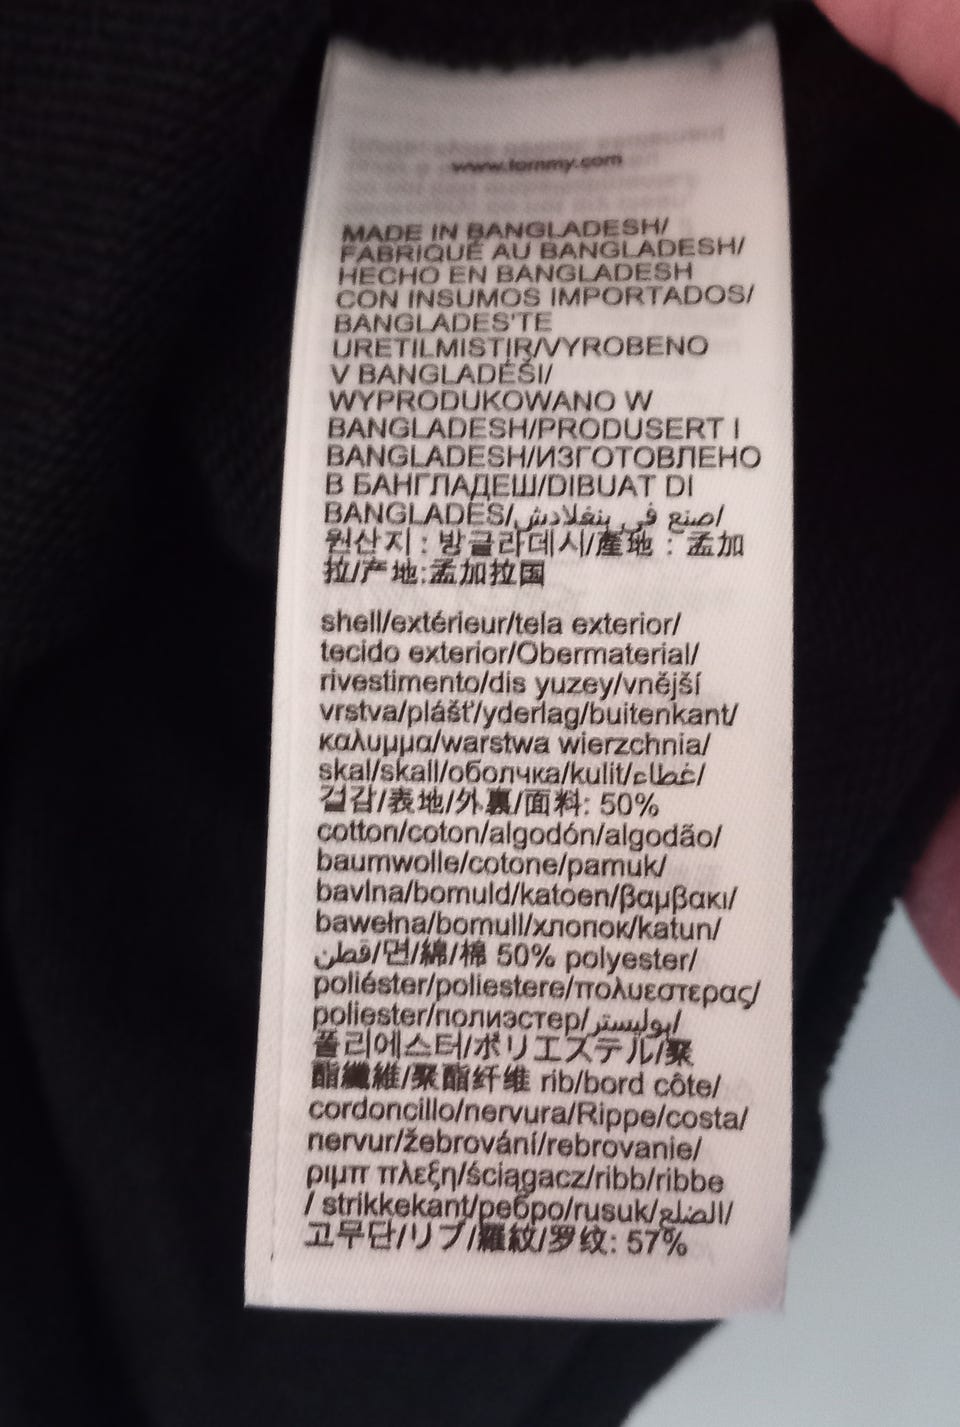 www.tommy.com
MADE IN BANGLADESH/
FABRIQUÉ AU BANGLADESH/
HECHO EN BANGLADESH
CON INSUMOS IMPORTADOS/
BANGLADES'TE
URETILMISTIR/VYROBENO
V BANGLADÉŠI/
WYPRODUKOWANO W
BANGLADESH/PRODUSERT I
BANGLADESH/ИЗГОТОВЛЕНО
В БАНГЛАДЕШ/DIBUAT DI
BANGLADES/صنع في بنغلادش/
원산지 : 방글라데시/產地 : 孟加
拉/产地:孟加拉国
shell/extérieur/tela exterior/
tecido exterior/Obermaterial/
rivestimento/dis yuzey/vnější
vrstva/plášt'/yderlag/buitenkant/
καλυμμα/warstwa wierzchnia/
skal/skall/оболчка/kulit/غطاء/
겉감/表地/外裏/面料: 50%
cotton/coton/algodón/algodão/
baumwolle/cotone/pamuk/
bavlna/bomuld/katoen/βαμβακι/
bawełna/bomull/хлопок/katun/
قطن/면/綿/棉 50% polyester/
poliéster/poliestere/πολυεστερας/
poliester/полиэстер/بوليستر/
폴리에스터/ポリエステル/聚
酯纖維/聚酯纤维 rib/bord côte/
cordoncillo/nervura/Rippe/costa/
nervur/žebrování/rebrovanie/
ριμπ πλεξη/ściągacz/ribb/ribbe
/ strikkekant/ребро/rusuk/الضلع/
고무단/リブ/羅紋/罗纹: 57%